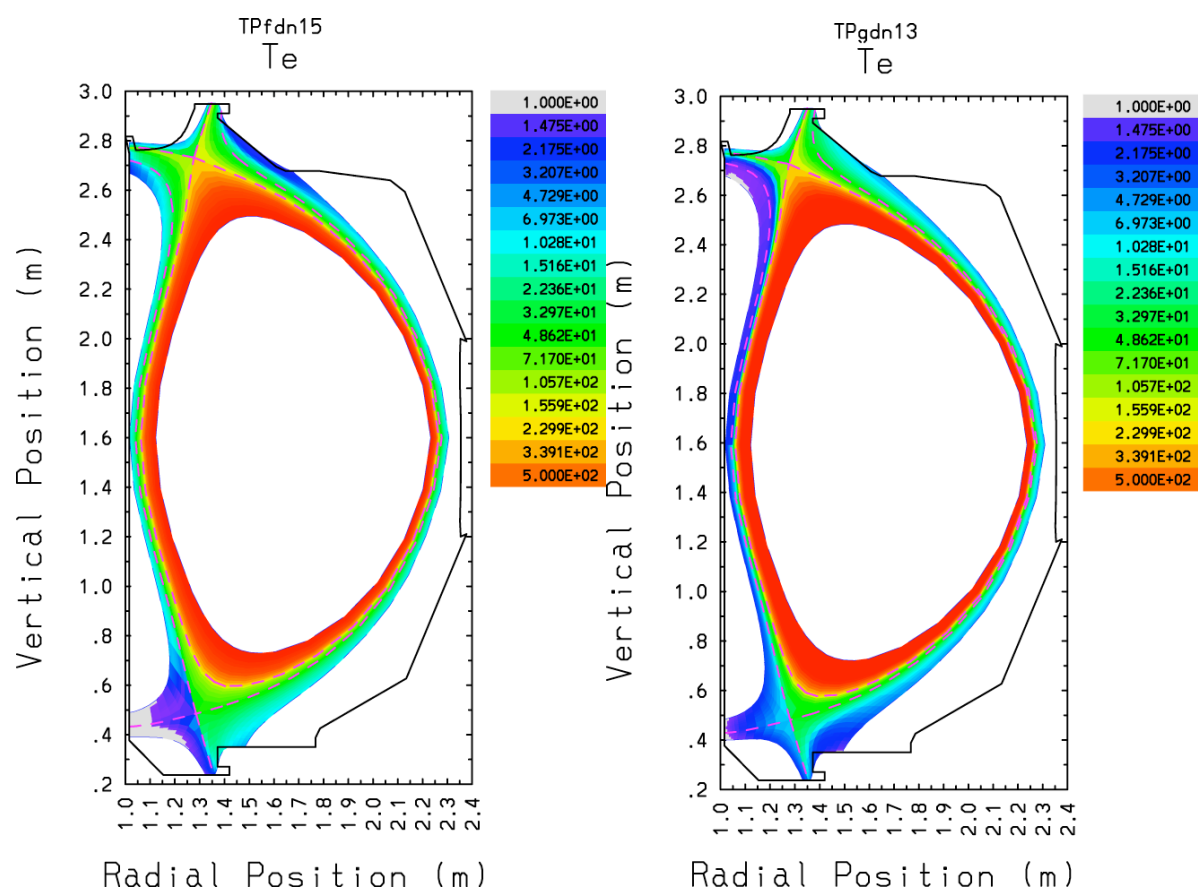 TPfdn15
Te
3.0
2.8
2.6
2.4
2.2
2.0
1.8
1.6
1.4
1.2
1.0
.8
.6
.4
.2
Vertical Position (m)
1.0
1.1
1.2
1.3
1.4
1.5
1.6
1.7
1.8
1.9
2.0
2.1
2.2
2.3
2.4
Radial Position (m)
1.000E+00
1.475E+00
2.175E+00
3.207E+00
4.729E+00
6.973E+00
1.028E+01
1.516E+01
2.236E+01
3.297E+01
4.862E+01
7.170E+01
1.057E+02
1.559E+02
2.299E+02
3.391E+02
5.000E+02
TPgdn13
Te
3.0
2.8
2.6
2.4
2.2
2.0
1.8
1.6
1.4
1.2
1.0
.8
.6
.4
.2
Vertical Position (m)
1.0
1.1
1.2
1.3
1.4
1.5
1.6
1.7
1.8
1.9
2.0
2.1
2.2
2.3
2.4
Radial Position (m)
1.000E+00
1.475E+00
2.175E+00
3.207E+00
4.729E+00
6.973E+00
1.028E+01
1.516E+01
2.236E+01
3.297E+01
4.862E+01
7.170E+01
1.057E+02
1.559E+02
2.299E+02
3.391E+02
5.000E+02